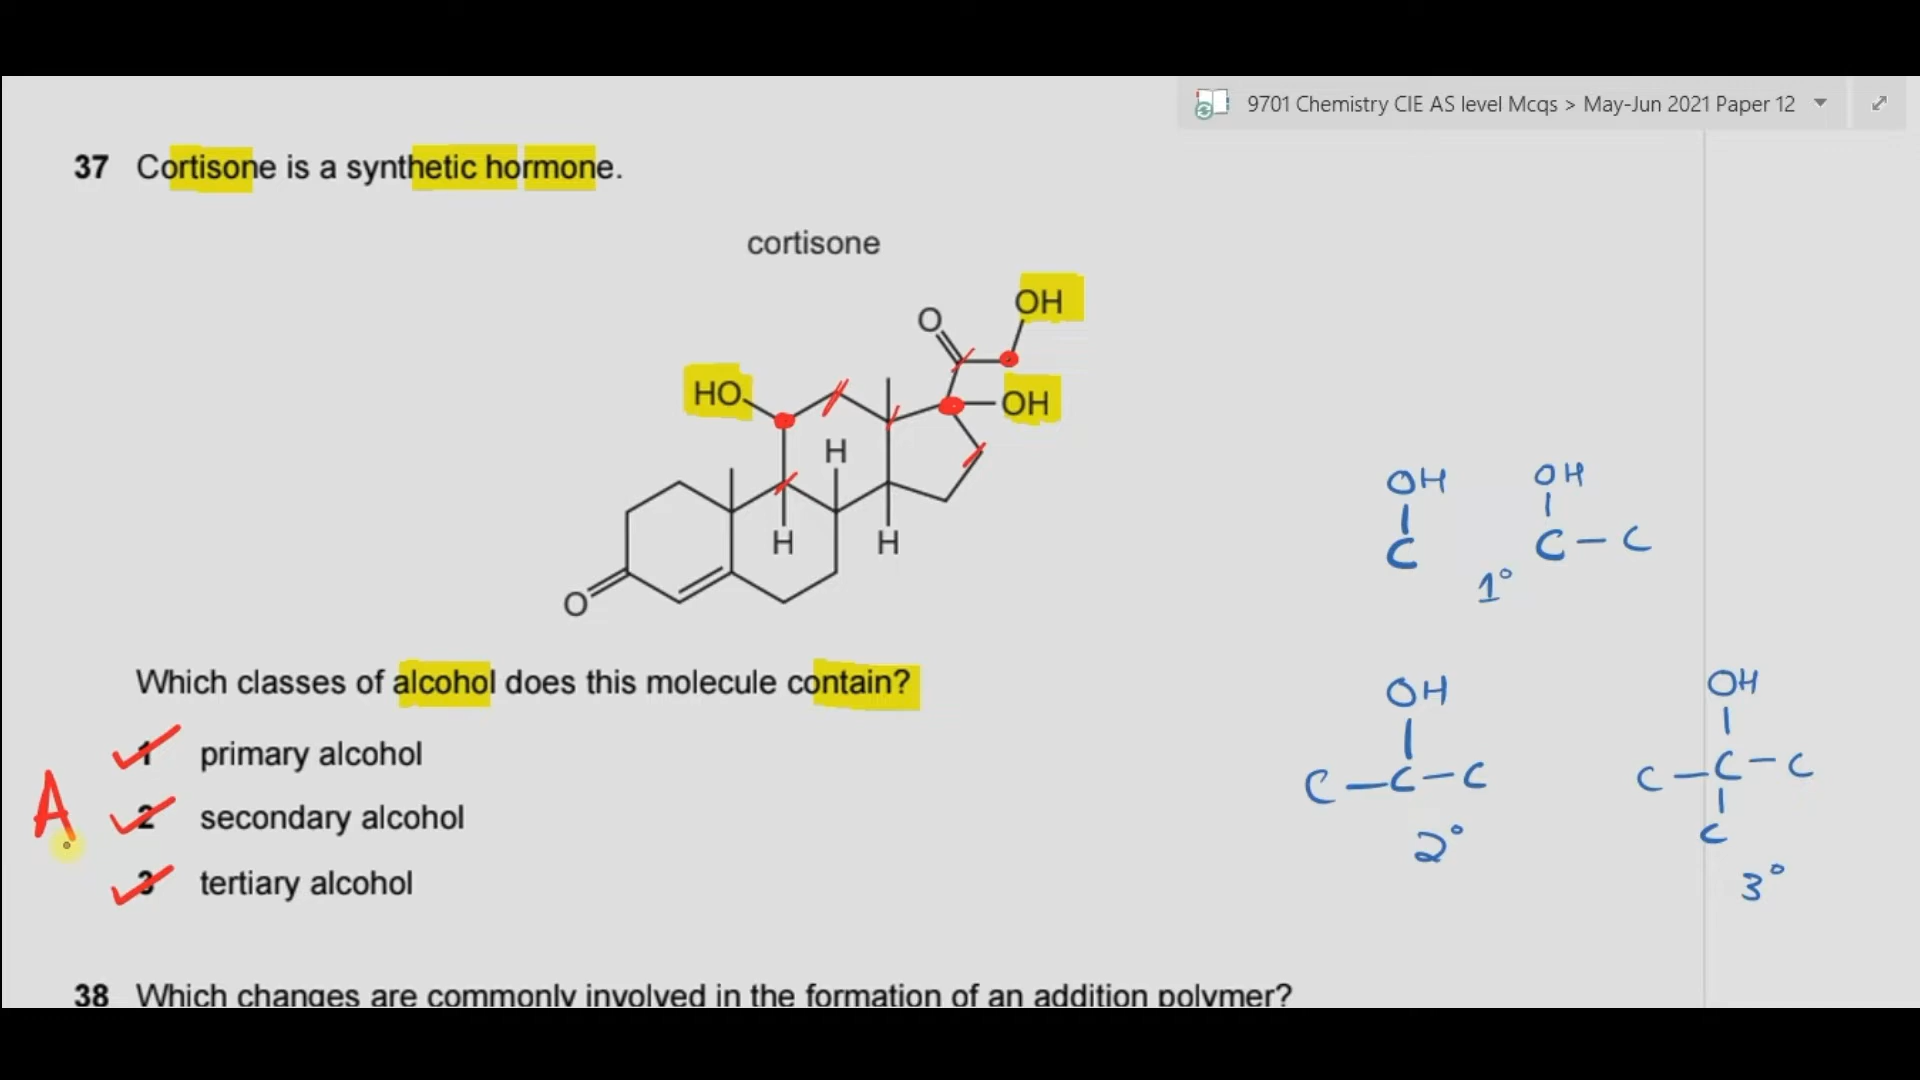 9701 Chemistry CIE AS level Mcqs > May-Jun 2021 Paper 12
37 Cortisone is a synthetic hormone.
cortisone
OH
O
HO
OH
H
H H
O
OH OH
C C – C
1°
Which classes of alcohol does this molecule contain?
OH OH
1 primary alcohol
C – C – C C – C – C
A 2 secondary alcohol
C
2°
3 tertiary alcohol
3°
38 Which changes are commonly involved in the formation of an addition polymer?